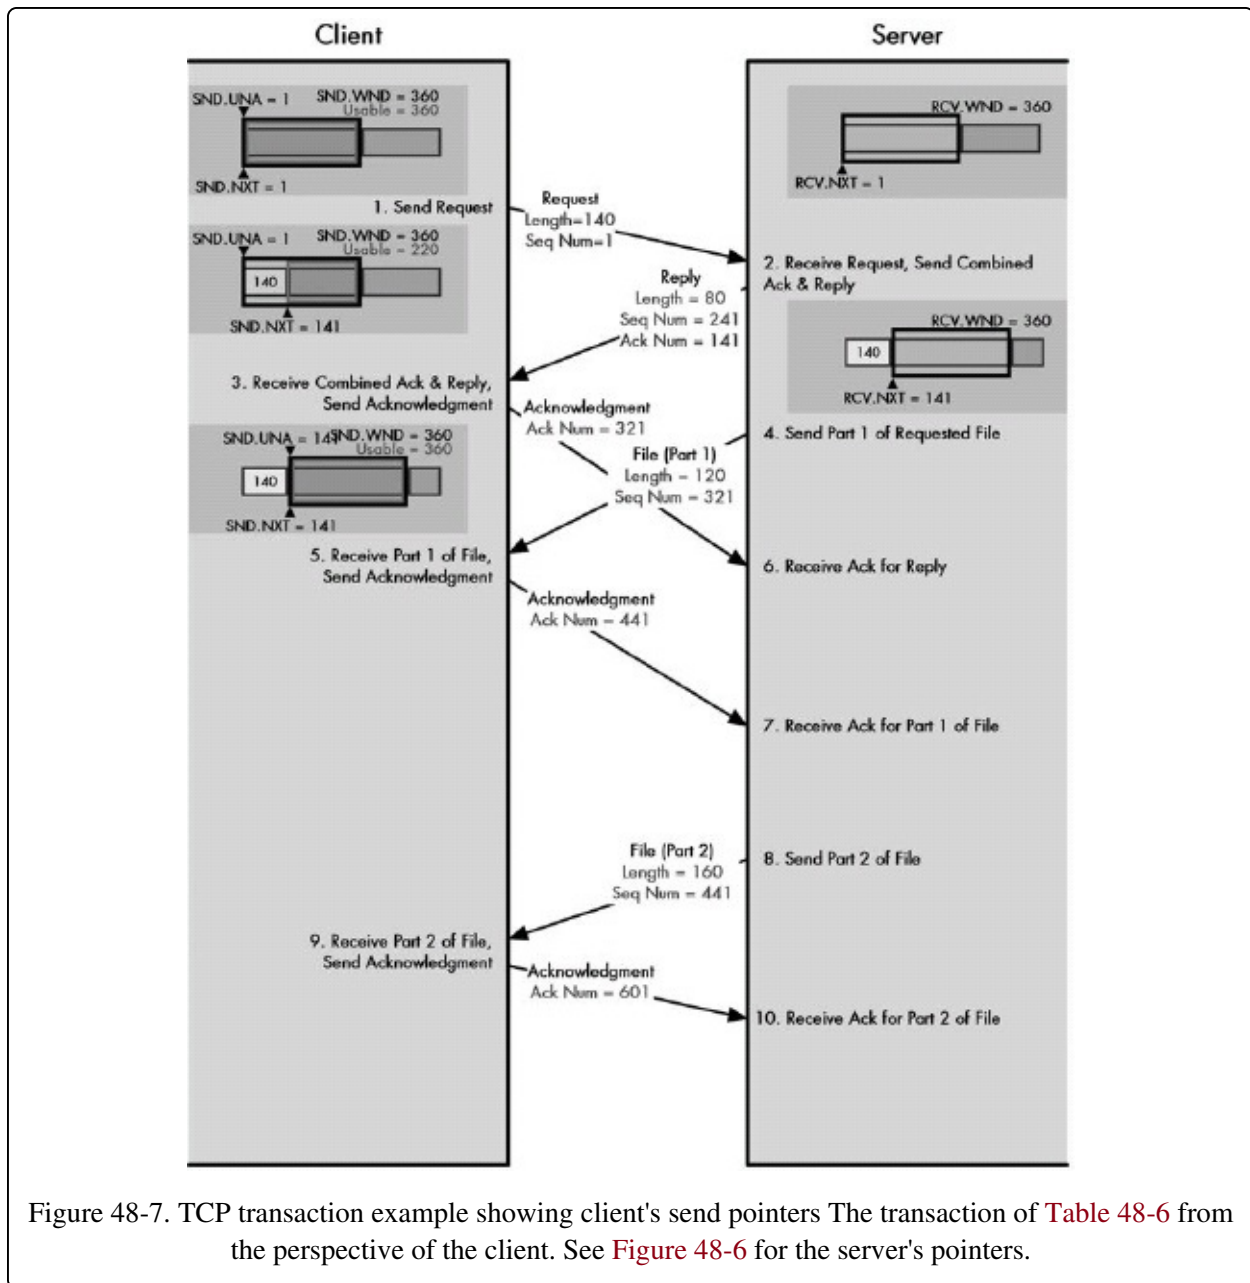 Client
Server
SND.UNA = 1
SND.WND = 360
Usable = 360
SND.NXT = 1
RCV.WND = 360
RCV.NXT = 1
1. Send Request
Request
Length=140
Seq Num=1
SND.UNA = 1
SND.WND = 360
Usable = 220
140
SND.NXT = 141
2. Receive Request, Send Combined
Ack & Reply
Reply
Length = 80
Seq Num = 241
Ack Num = 141
RCV.WND = 360
140
RCV.NXT = 141
3. Receive Combined Ack & Reply,
Send Acknowledgment
Acknowledgment
Ack Num = 321
4. Send Part 1 of Requested File
File (Part 1)
Length = 120
Seq Num = 321
SND.UNA = 141
SND.WND = 360
Usable = 360
140
SND.NXT = 141
5. Receive Part 1 of File,
Send Acknowledgment
6. Receive Ack for Reply
Acknowledgment
Ack Num = 441
7. Receive Ack for Part 1 of File
File (Part 2)
Length = 160
Seq Num = 441
8. Send Part 2 of File
9. Receive Part 2 of File,
Send Acknowledgment
Acknowledgment
Ack Num = 601
10. Receive Ack for Part 2 of File
Figure 48-7. TCP transaction example showing client's send pointers The transaction of Table 48-6 from
the perspective of the client. See Figure 48-6 for the server's pointers.